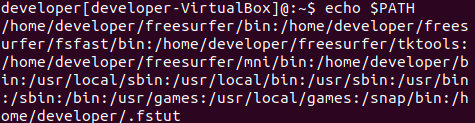 developer[developer-VirtualBox]@:~$ echo $PATH
/home/developer/freesurfer/bin:/home/developer/frees
urfer/fsfast/bin:/home/developer/freesurfer/tktools:
/home/developer/freesurfer/mni/bin:/home/developer/b
in:/usr/local/sbin:/usr/local/bin:/usr/sbin:/usr/bin
:/sbin:/bin:/usr/games:/usr/local/games:/snap/bin:/h
ome/developer/.fstut